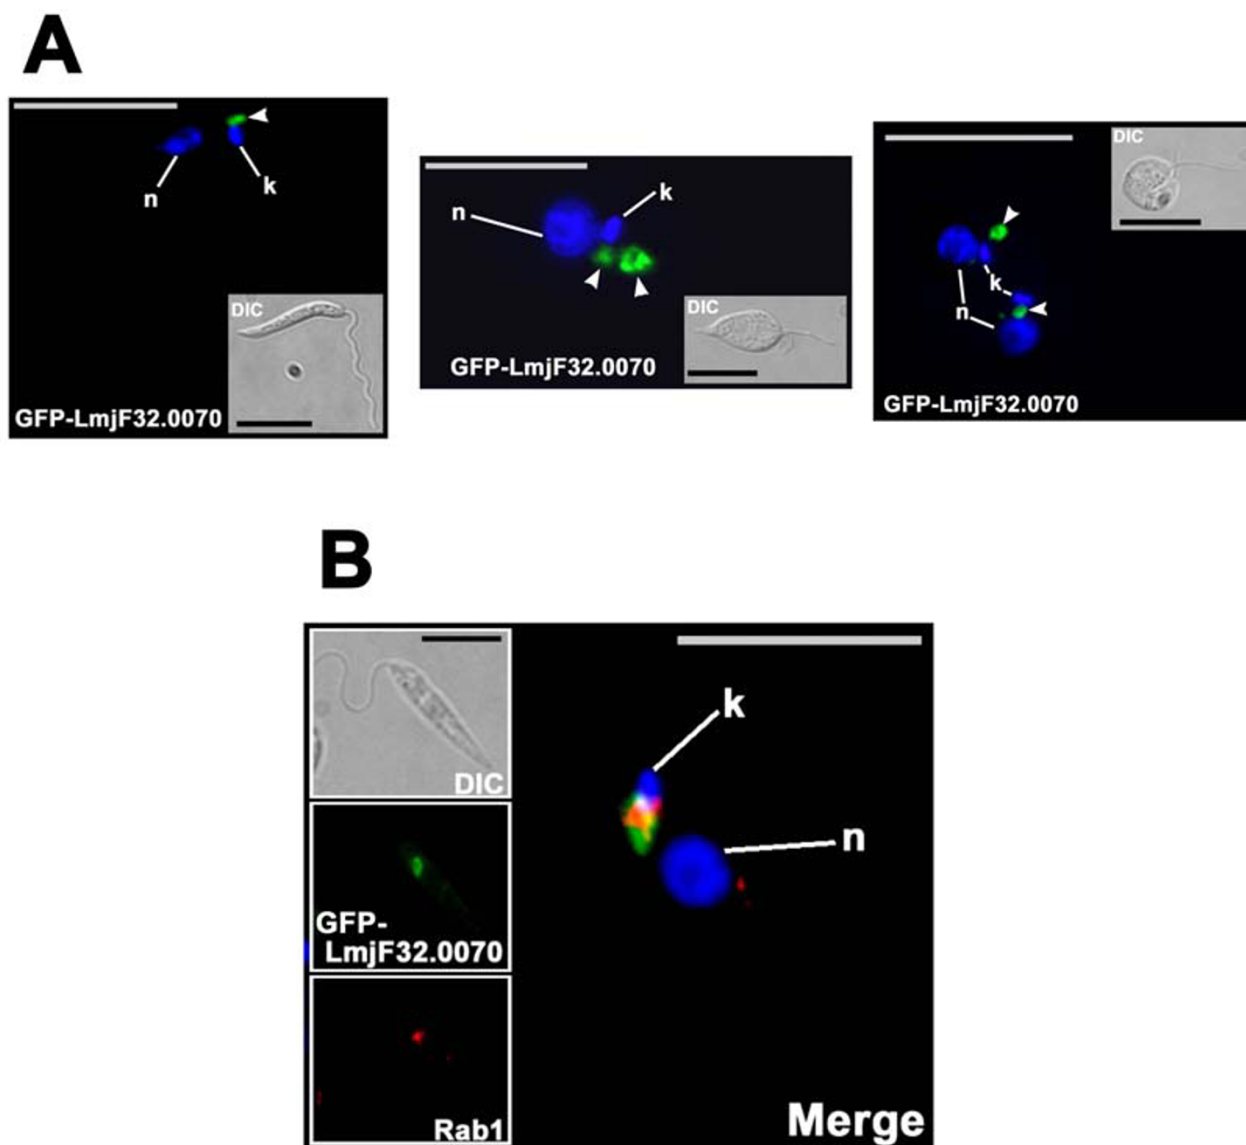 A
n
k
DIC
GFP-LmjF32.0070
n
k
DIC
GFP-LmjF32.0070
DIC
k
n
GFP-LmjF32.0070
B
DIC
GFP-
LmjF32.0070
Rab1
k
n
Merge